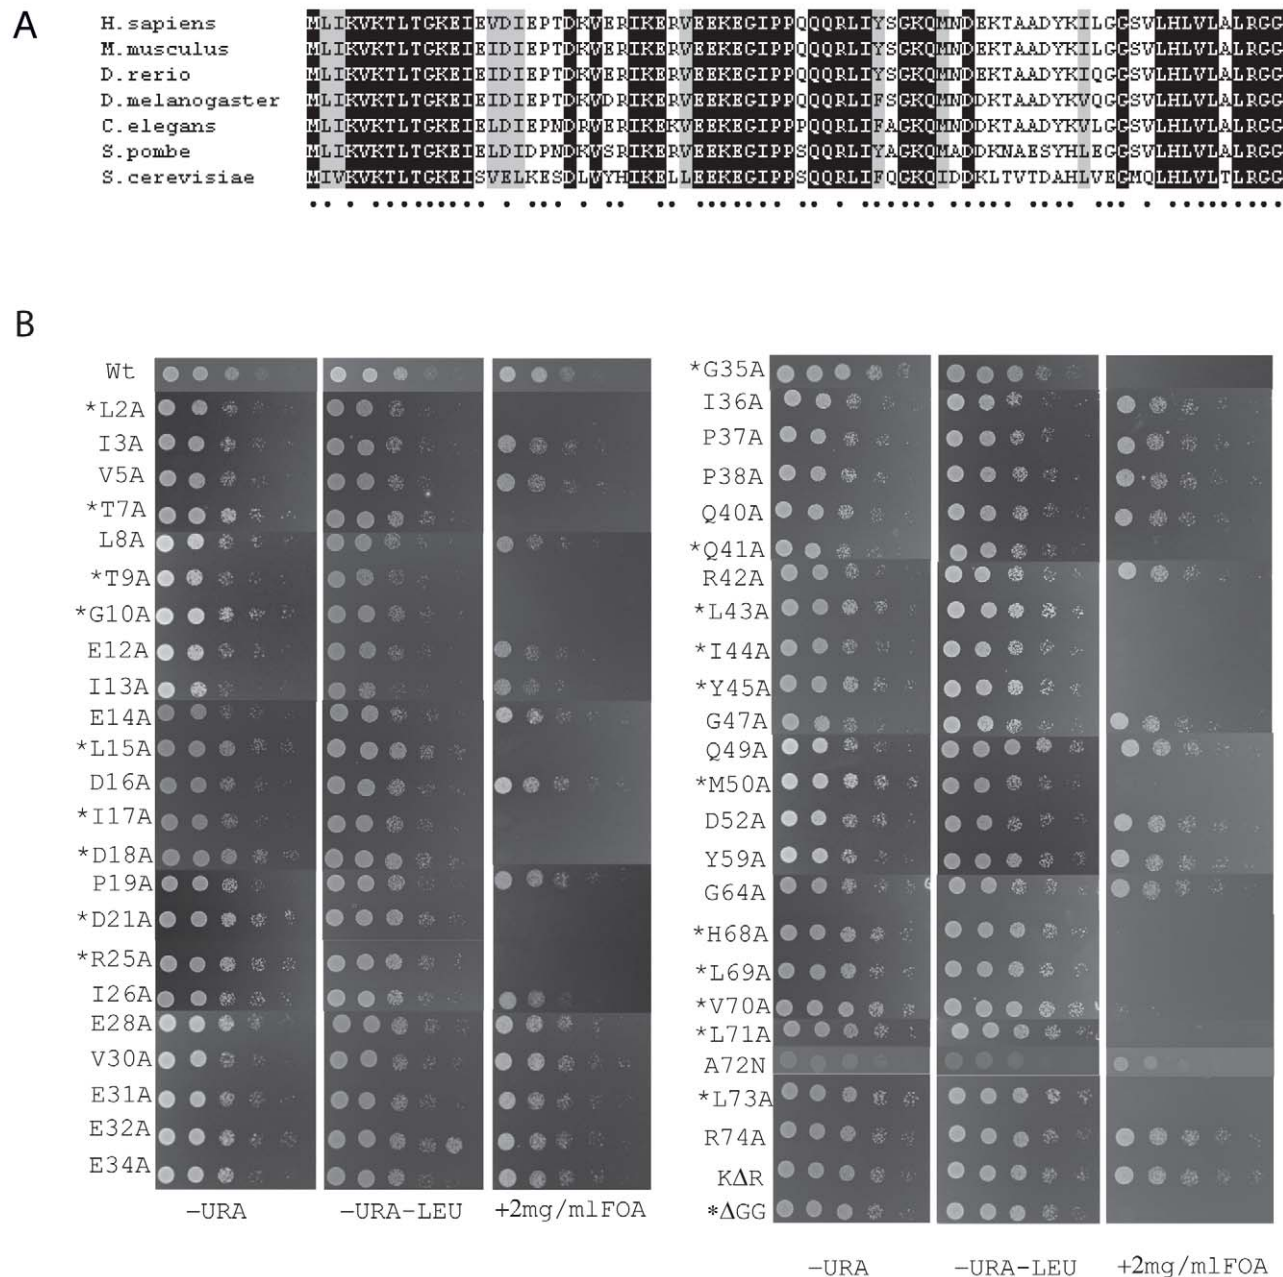 A
H.sapiens MLIKVKTLTGKEIEVDIEPTDKVERIKERVEEKEGIPPQQQRLIYSGKQMNDEKTAADYKILGGSVLHLVLALRGG
M.musculus MLIKVKTLTGKEIEIDIEPTDKVERIKERVEEKEGIPPQQQRLIYSGKQMNDEKTAADYKILGGSVLHLVLALRGG
D.rerio MLIKVKTLTGKEIEIDIEPTDKVERIKERVEEKEGIPPQQQRLIYSGKQMNDEKTAADYKIQGGSVLHLVLALRGG
D.melanogaster MLIKVKTLTGKEIEIDIEPTDKVDRIKERVEEKEGIPPQQQRLIFSGKQMNDDKTAADYKVQGGSVLHLVLALRGG
C.elegans MLIKVKTLTGKEIELDIEPNDRVERIKEKVEEKEGIPPPQQRLIFAGKQMNDDKTAADYKVLGGSVLHLVLALRGG
S.pombe MLIKVKTLTGKEIELDIDPNDKVSRIKERVEEKEGIPPSQQRLIYAGKQMADDKNAESYHLEGGSVLHLVLALRGG
S.cerevisiae MIVKVKTLTGKEISVELKESDLVYHIKELLEEKEGIPPSQQRLIFQGKQIDDKLTVTDAHLVEGMQLHLVLTLRGG
B
Wt
*L2A
I3A
V5A
*T7A
L8A
*T9A
*G10A
E12A
I13A
E14A
*L15A
D16A
*I17A
*D18A
P19A
*D21A
*R25A
I26A
E28A
V30A
E31A
E32A
E34A
−URA −URA-LEU +2mg/mlFOA
*G35A
I36A
P37A
P38A
Q40A
*Q41A
R42A
*L43A
*I44A
*Y45A
G47A
Q49A
*M50A
D52A
Y59A
G64A
*H68A
*L69A
*V70A
*L71A
A72N
*L73A
R74A
KΔR
*ΔGG
−URA −URA-LEU +2mg/mlFOA